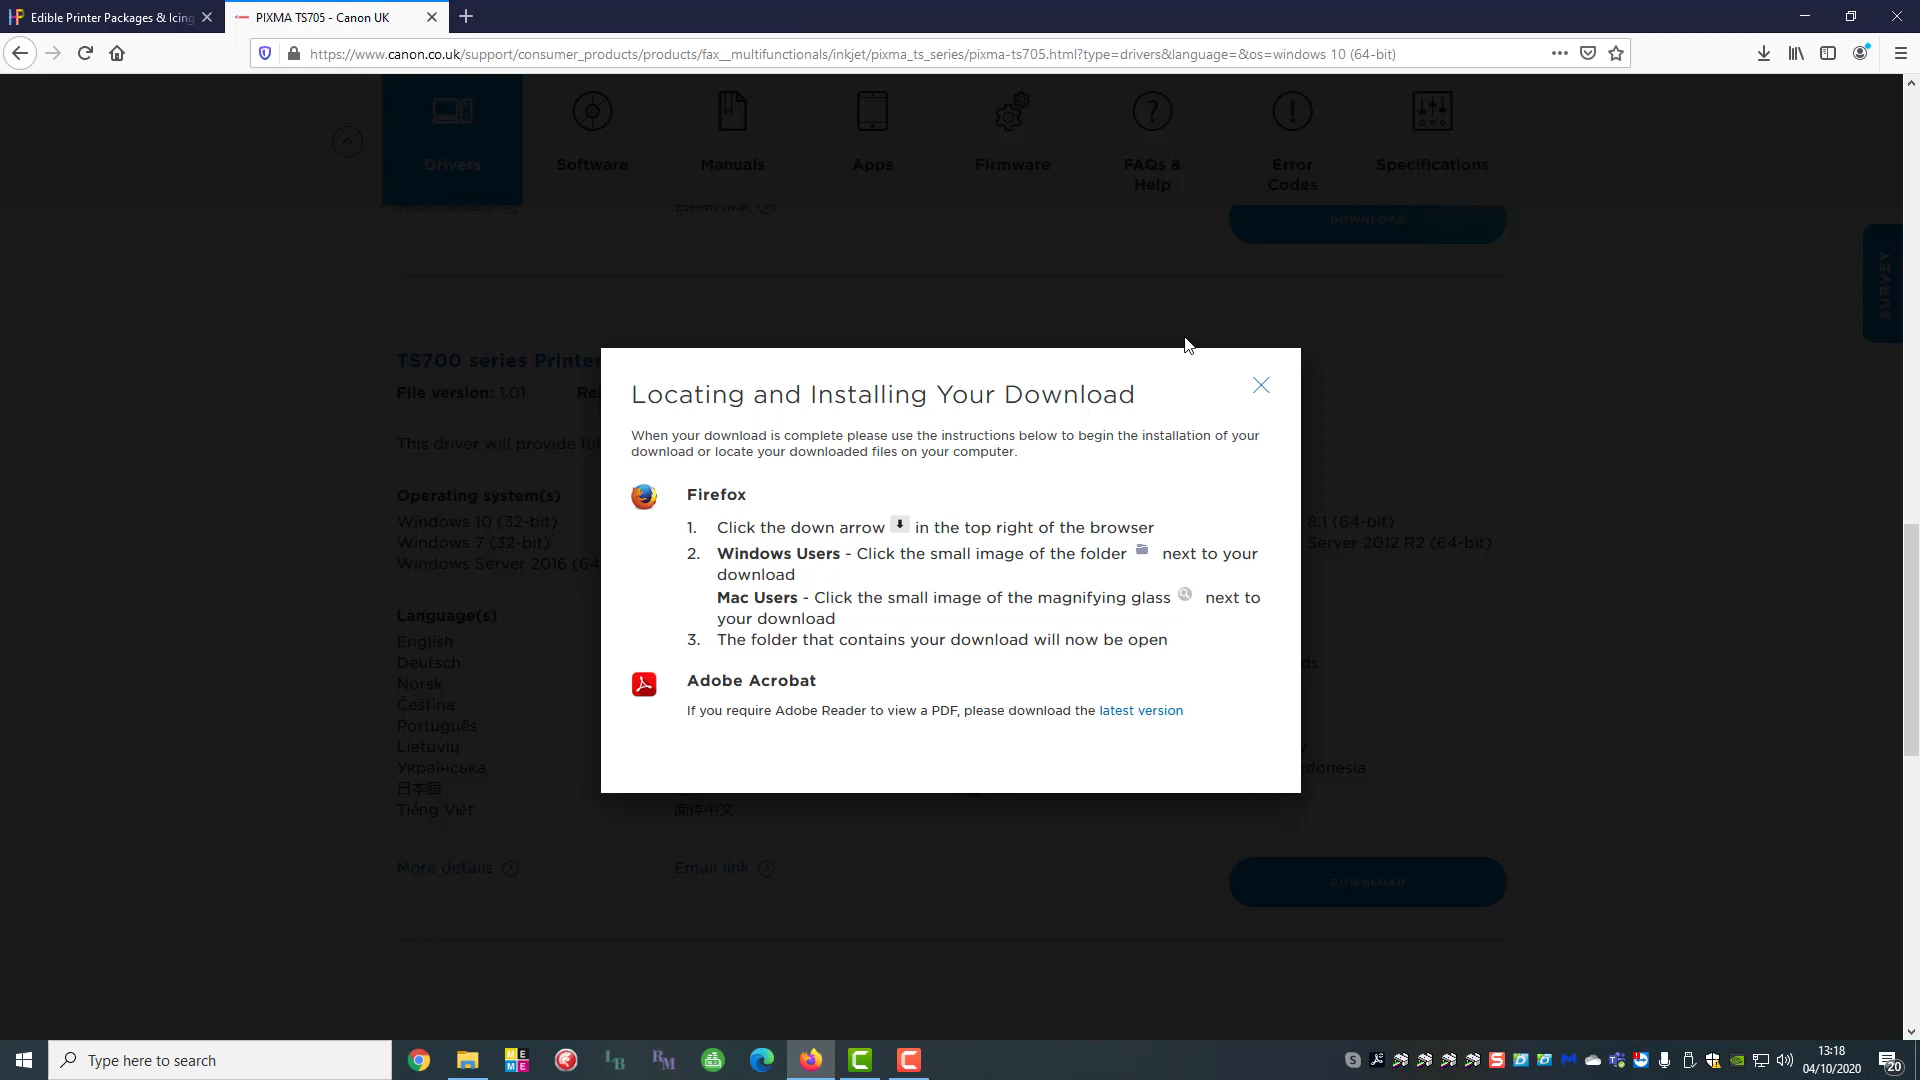 Edible Printer Packages & Icing
PIXMA TS705 - Canon UK
https://www.canon.co.uk/support/consumer_products/products/fax__multifunctionals/inkjet/pixma_ts_series/pixma-ts705.html?type=drivers&language=&os=windows 10 (64-bit)
Drivers
Software
Manuals
Apps
Firmware
FAQs & Help
Error Codes
Specifications
More details
Email link
DOWNLOAD
SURVEY
TS700 series Printer
File version: 1.01
This driver will provide
Operating system(s)
Windows 10 (32-bit)
8.1 (64-bit)
Windows 7 (32-bit)
Server 2012 R2 (64-bit)
Windows Server 2016 (64
Language(s)
English
Deutsch
Norsk
Čeština
Português
Lietuvių
Українська
日本語
Tiếng Việt
简体中文
Locating and Installing Your Download
When your download is complete please use the instructions below to begin the installation of your
download or locate your downloaded files on your computer.
Firefox
1. Click the down arrow in the top right of the browser
2. Windows Users - Click the small image of the folder next to your
download
Mac Users - Click the small image of the magnifying glass next to
your download
3. The folder that contains your download will now be open
Adobe Acrobat
If you require Adobe Reader to view a PDF, please download the latest version
More details
Email link
DOWNLOAD
Type here to search
13:18
04/10/2020
20